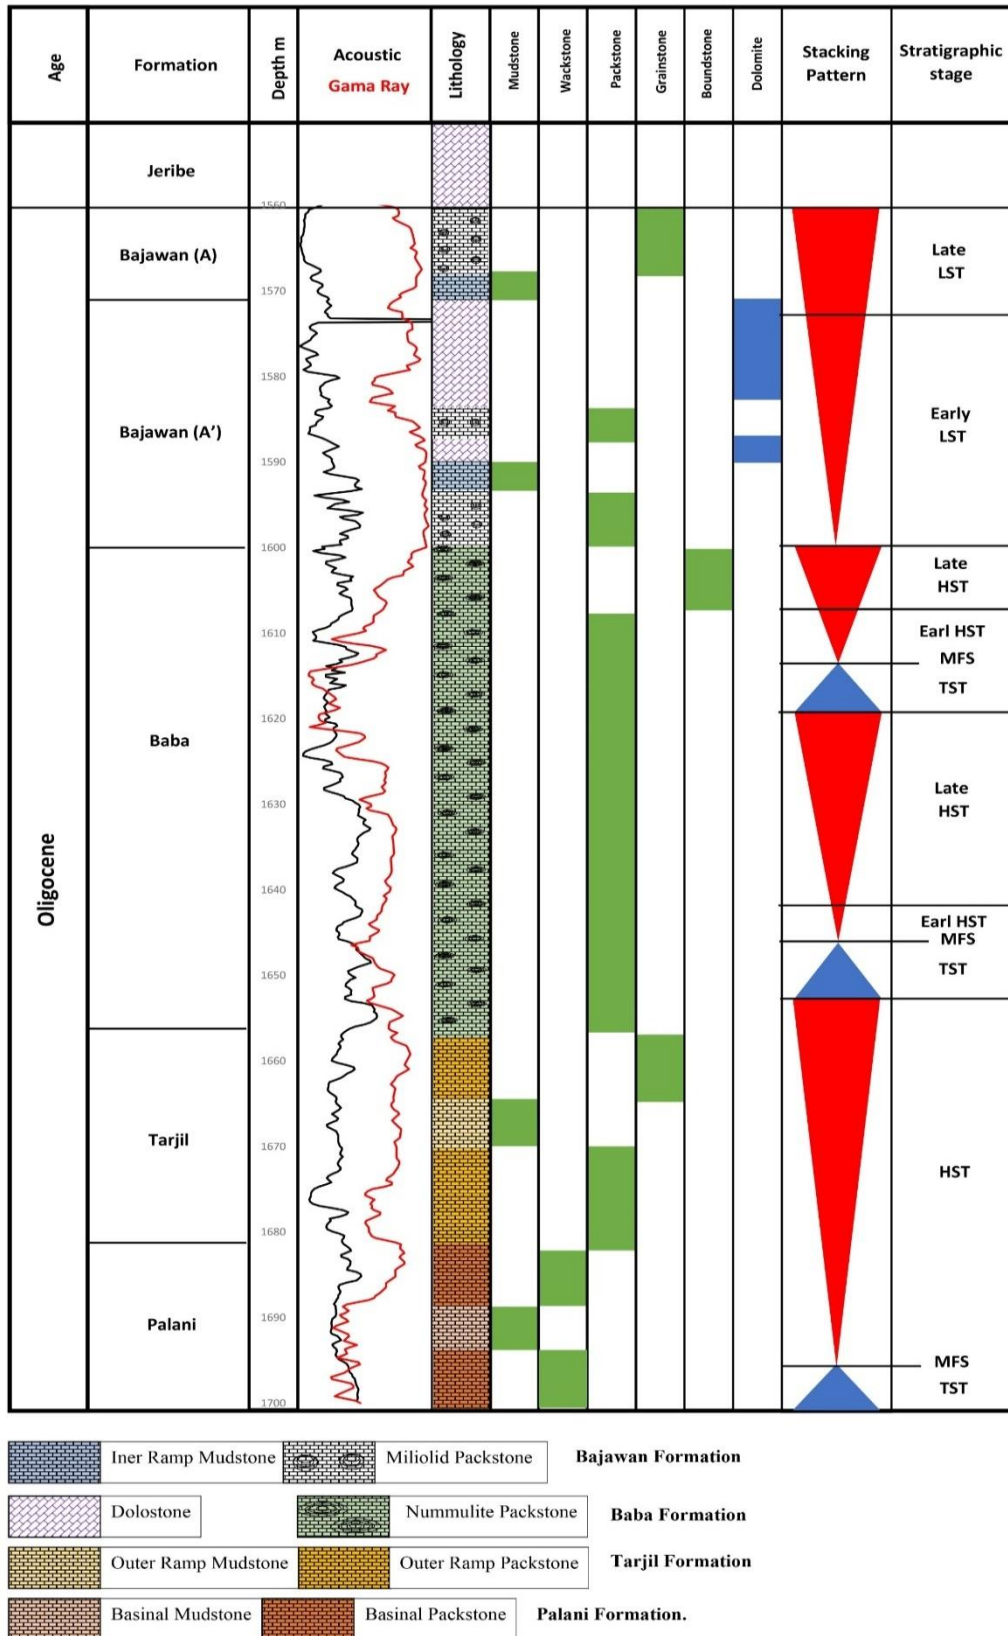 Age
Formation
Depth m
Acoustic
Gama Ray
Lithology
Mudstone
Wackstone
Packstone
Grainstone
Boundstone
Dolomite
Stacking
Pattern
Stratigraphic
stage
Jeribe
1560
Bajawan (A)
Late
LST
1570
1580
Bajawan (A’)
Early
LST
1590
1600
Late
HST
1610
Earl HST
MFS
TST
1620
Baba
Late
HST
1630
Oligocene
1640
Earl HST
MFS
TST
1650
1660
Tarjil
1670
HST
1680
Palani
1690
MFS
TST
1700
Iner Ramp Mudstone
Miliolid Packstone
Bajawan Formation
Dolostone
Nummulite Packstone
Baba Formation
Outer Ramp Mudstone
Outer Ramp Packstone
Tarjil Formation
Basinal Mudstone
Basinal Packstone
Palani Formation.